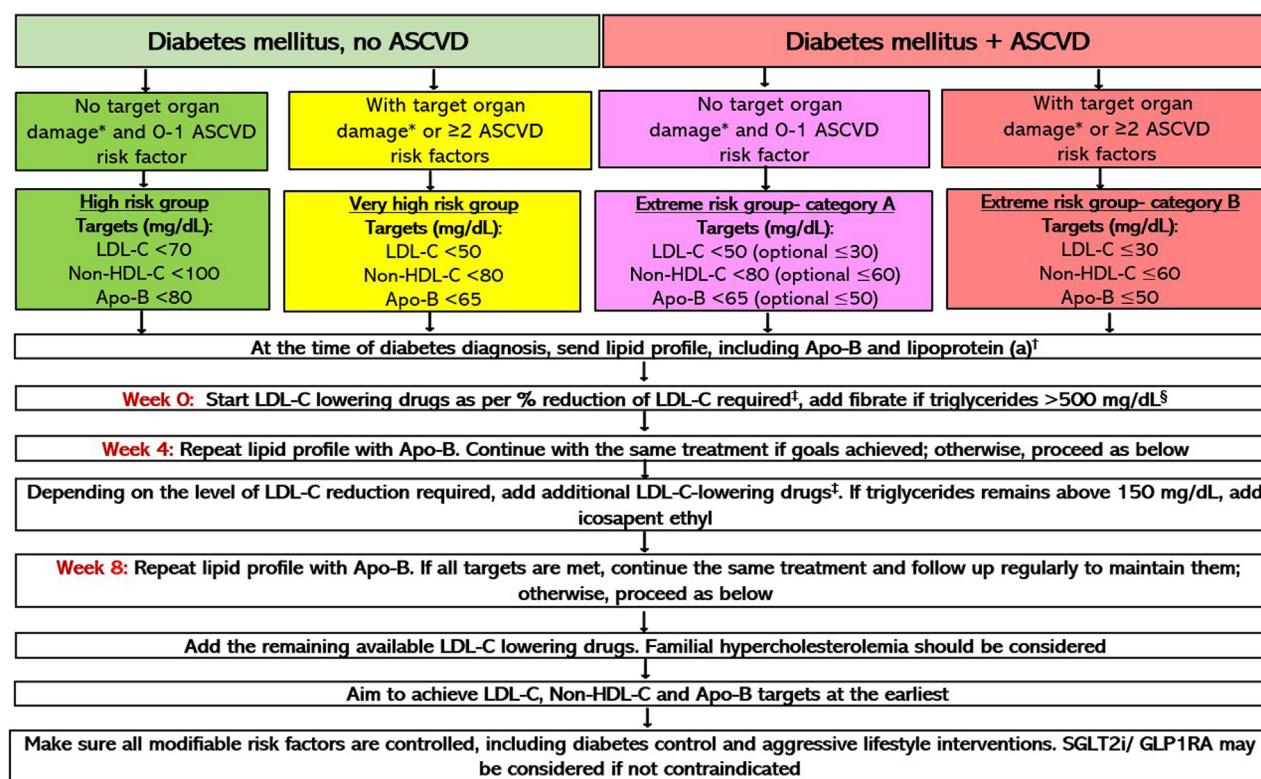 Diabetes mellitus, no ASCVD
Diabetes mellitus + ASCVD
No target organ
damage* and 0-1 ASCVD
risk factor
With target organ
damage* or ≥2 ASCVD
risk factors
No target organ
damage* and 0-1 ASCVD
risk factor
With target organ
damage* or ≥2 ASCVD
risk factors
High risk group
Targets (mg/dL):
LDL-C <70
Non-HDL-C <100
Apo-B <80
Very high risk group
Targets (mg/dL):
LDL-C <50
Non-HDL-C <80
Apo-B <65
Extreme risk group- category A
Targets (mg/dL):
LDL-C <50 (optional ≤30)
Non-HDL-C <80 (optional ≤60)
Apo-B <65 (optional ≤50)
Extreme risk group- category B
Targets (mg/dL):
LDL-C ≤30
Non-HDL-C ≤60
Apo-B ≤50
At the time of diabetes diagnosis, send lipid profile, including Apo-B and lipoprotein (a)†
Week 0: Start LDL-C lowering drugs as per % reduction of LDL-C required‡, add fibrate if triglycerides >500 mg/dL§
Week 4: Repeat lipid profile with Apo-B. Continue with the same treatment if goals achieved; otherwise, proceed as below
Depending on the level of LDL-C reduction required, add additional LDL-C-lowering drugs‡. If triglycerides remains above 150 mg/dL, add
icosapent ethyl
Week 8: Repeat lipid profile with Apo-B. If all targets are met, continue the same treatment and follow up regularly to maintain them;
otherwise, proceed as below
Add the remaining available LDL-C lowering drugs. Familial hypercholesterolemia should be considered
Aim to achieve LDL-C, Non-HDL-C and Apo-B targets at the earliest
Make sure all modifiable risk factors are controlled, including diabetes control and aggressive lifestyle interventions. SGLT2i/ GLP1RA may
be considered if not contraindicated